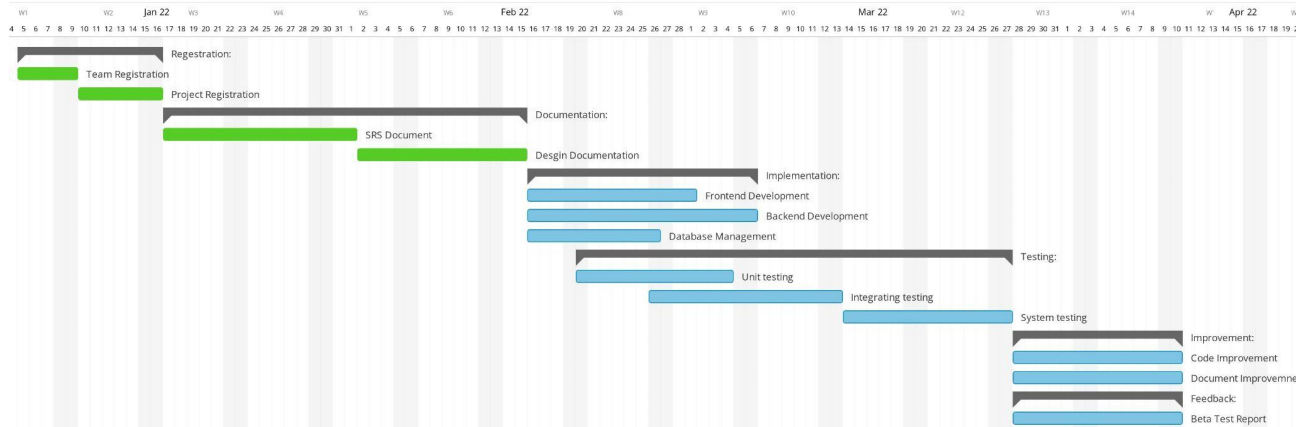 W1 W2 Jan 22 W3 W4 W5 W6 Feb 22 W8 W9 W10 Mar 22 W12 W13 W14 W Apr 22
4 5 6 7 8 9 10 11 12 13 14 15 16 17 18 19 20 21 22 23 24 25 26 27 28 29 30 31 1 2 3 4 5 6 7 8 9 10 11 12 13 14 15 16 17 18 19 20 21 22 23 24 25 26 27 28 1 2 3 4 5 6 7 8 9 10 11 12 13 14 15 16 17 18 19 20 21 22 23 24 25 26 27 28 29 30 31 1 2 3 4 5 6 7 8 9 10 11 12 13 14 15 16 17 18 19
Regestration:
Team Registration
Project Registration
Documentation:
SRS Document
Desgin Documentation
Implementation:
Frontend Development
Backend Development
Database Management
Testing:
Unit testing
Integrating testing
System testing
Improvement:
Code Improvement
Document Improvemne
Feedback:
Beta Test Report